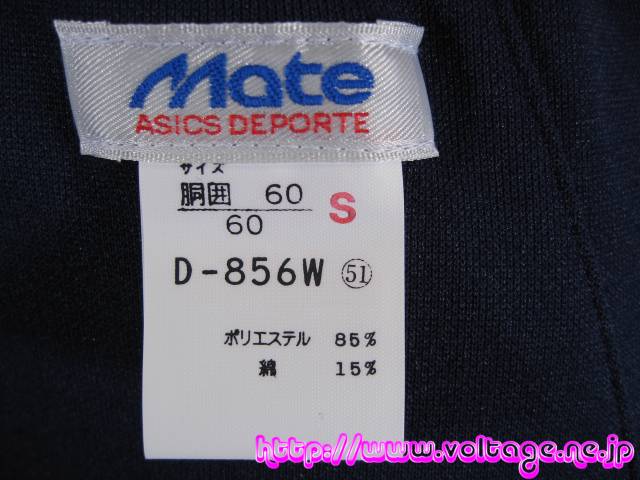 Mate
ASICS DEPORTE
サイズ
胴囲 60 S
60
D-856W 51
ポリエステル 85%
綿 15%
http://www.voltage.ne.jp